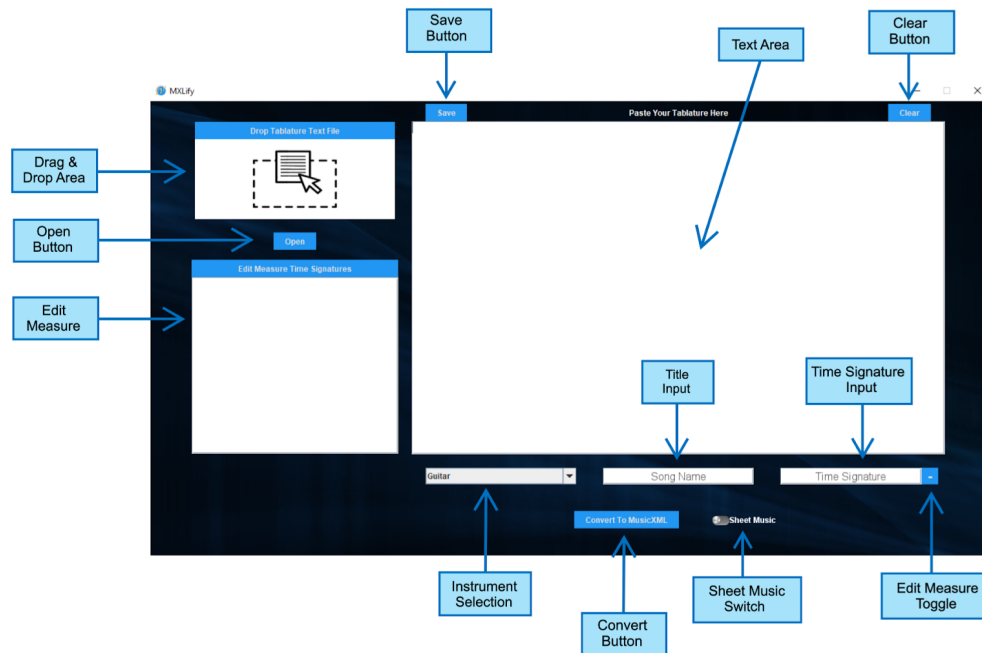 Save
Button
Text Area
Clear
Button
MXLify
Save
Paste Your Tablature Here
Clear
Drop Tablature Text File
Drag &
Drop Area
Open
Button
Open
Edit Measure Time Signatures
Edit
Measure
Title
Input
Time Signature
Input
Guitar
Song Name
Time Signature
-
Convert To MusicXML
Sheet Music
Instrument
Selection
Convert
Button
Sheet Music
Switch
Edit Measure
Toggle